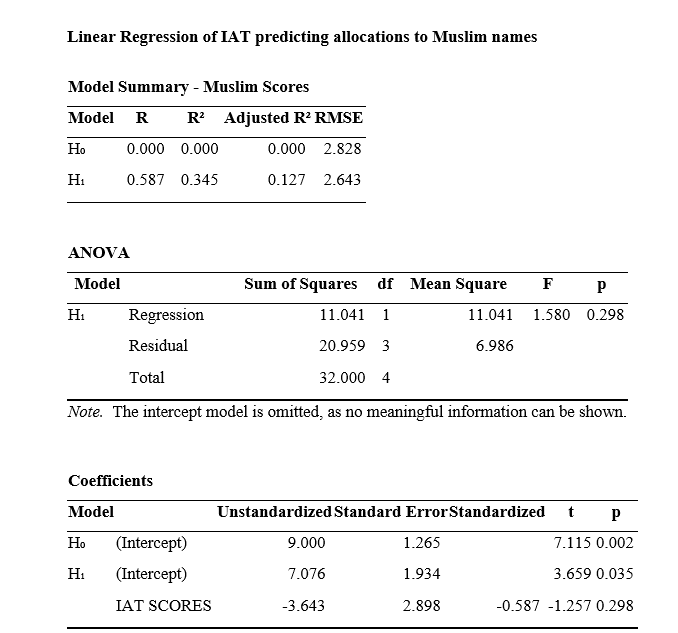 Linear Regression of IAT predicting allocations to Muslim names
Model Summary - Muslim Scores
Model R R² Adjusted R² RMSE
H₀ 0.000 0.000 0.000 2.828
H₁ 0.587 0.345 0.127 2.643
ANOVA
Model Sum of Squares df Mean Square F p
H₁ Regression 11.041 1 11.041 1.580 0.298
Residual 20.959 3 6.986
Total 32.000 4
Note. The intercept model is omitted, as no meaningful information can be shown.
Coefficients
Model Unstandardized Standard Error Standardized t p
H₀ (Intercept) 9.000 1.265 7.115 0.002
H₁ (Intercept) 7.076 1.934 3.659 0.035
IAT SCORES -3.643 2.898 -0.587 -1.257 0.298